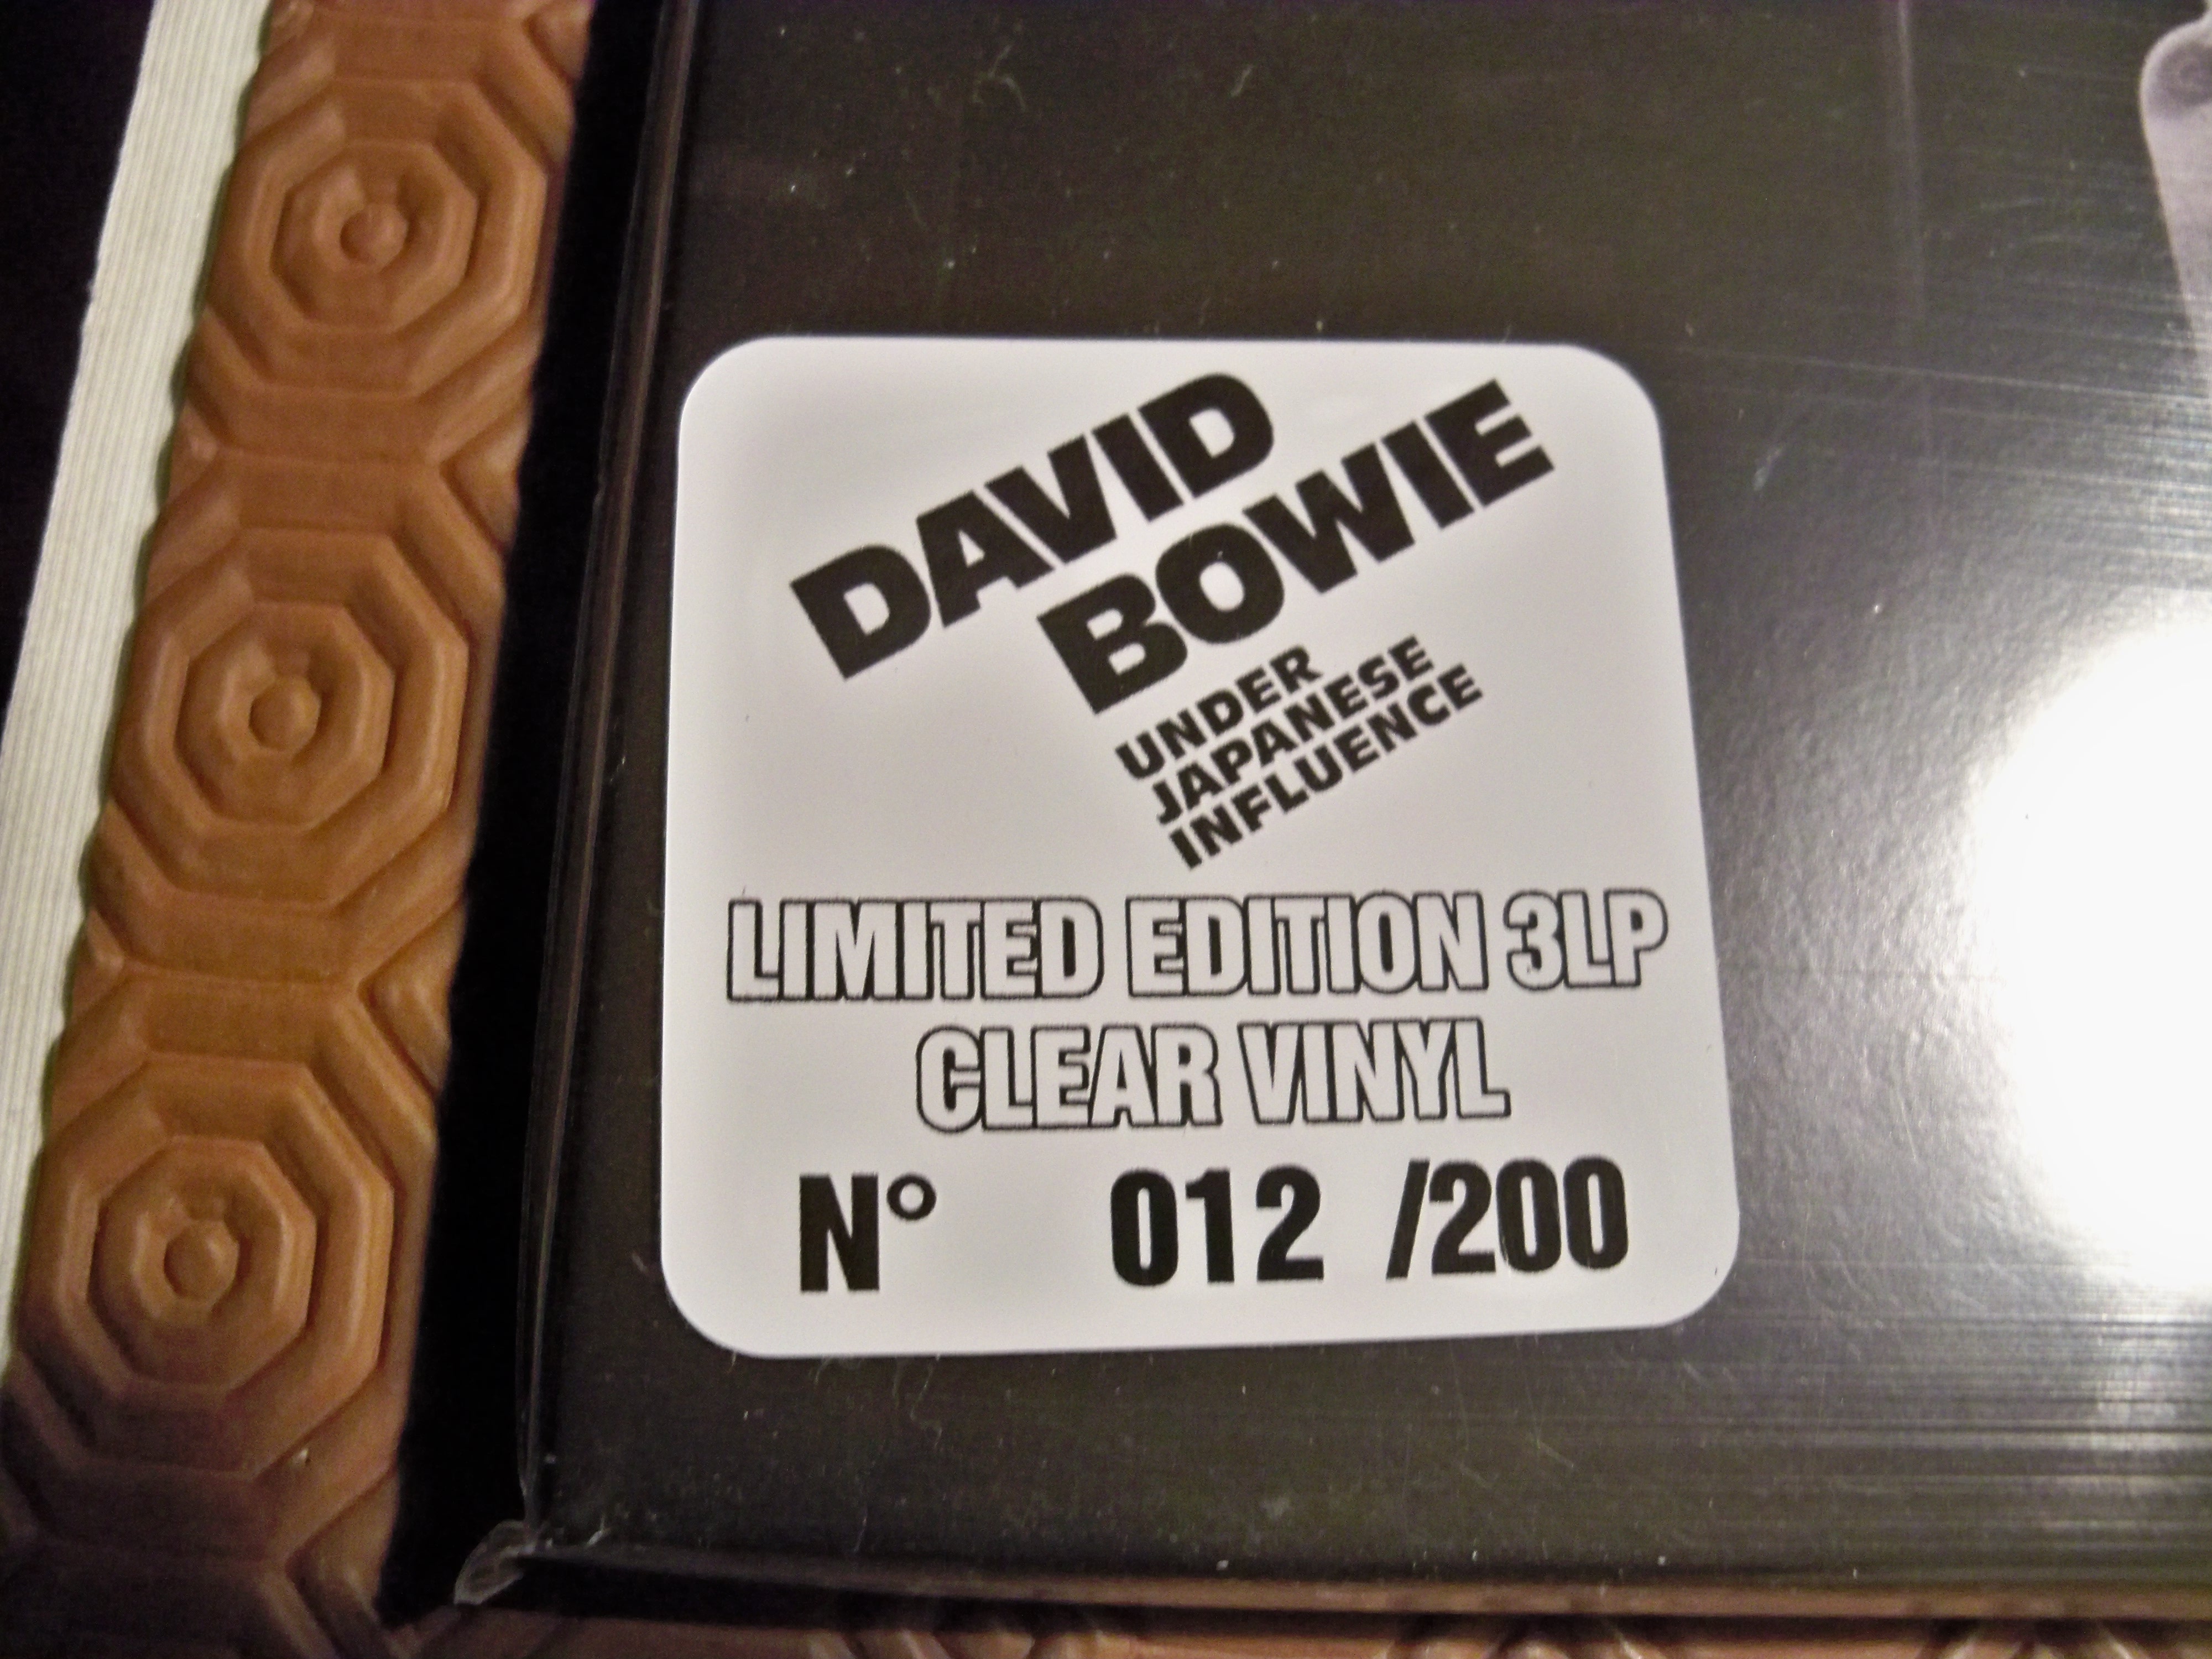 DAVID
BOWIE
UNDER
JAPANESE
INFLUENCE
LIMITED EDITION 3LP
CLEAR VINYL
N° 012 /200